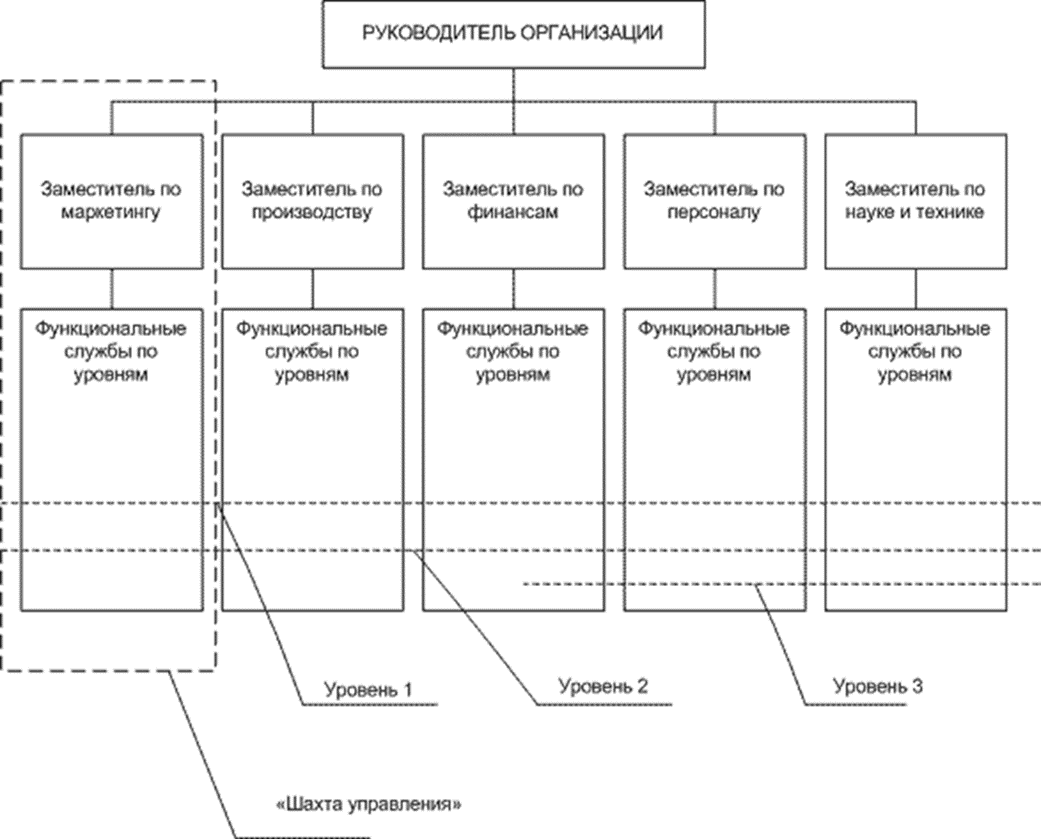 РУКОВОДИТЕЛЬ ОРГАНИЗАЦИИ
Заместитель по
маркетингу
Заместитель по
производству
Заместитель по
финансам
Заместитель по
персоналу
Заместитель по
науке и технике
Функциональные
службы по
уровням
Функциональные
службы по
уровням
Функциональные
службы по
уровням
Функциональные
службы по
уровням
Функциональные
службы по
уровням
Уровень 1
Уровень 2
Уровень 3
«Шахта управления»